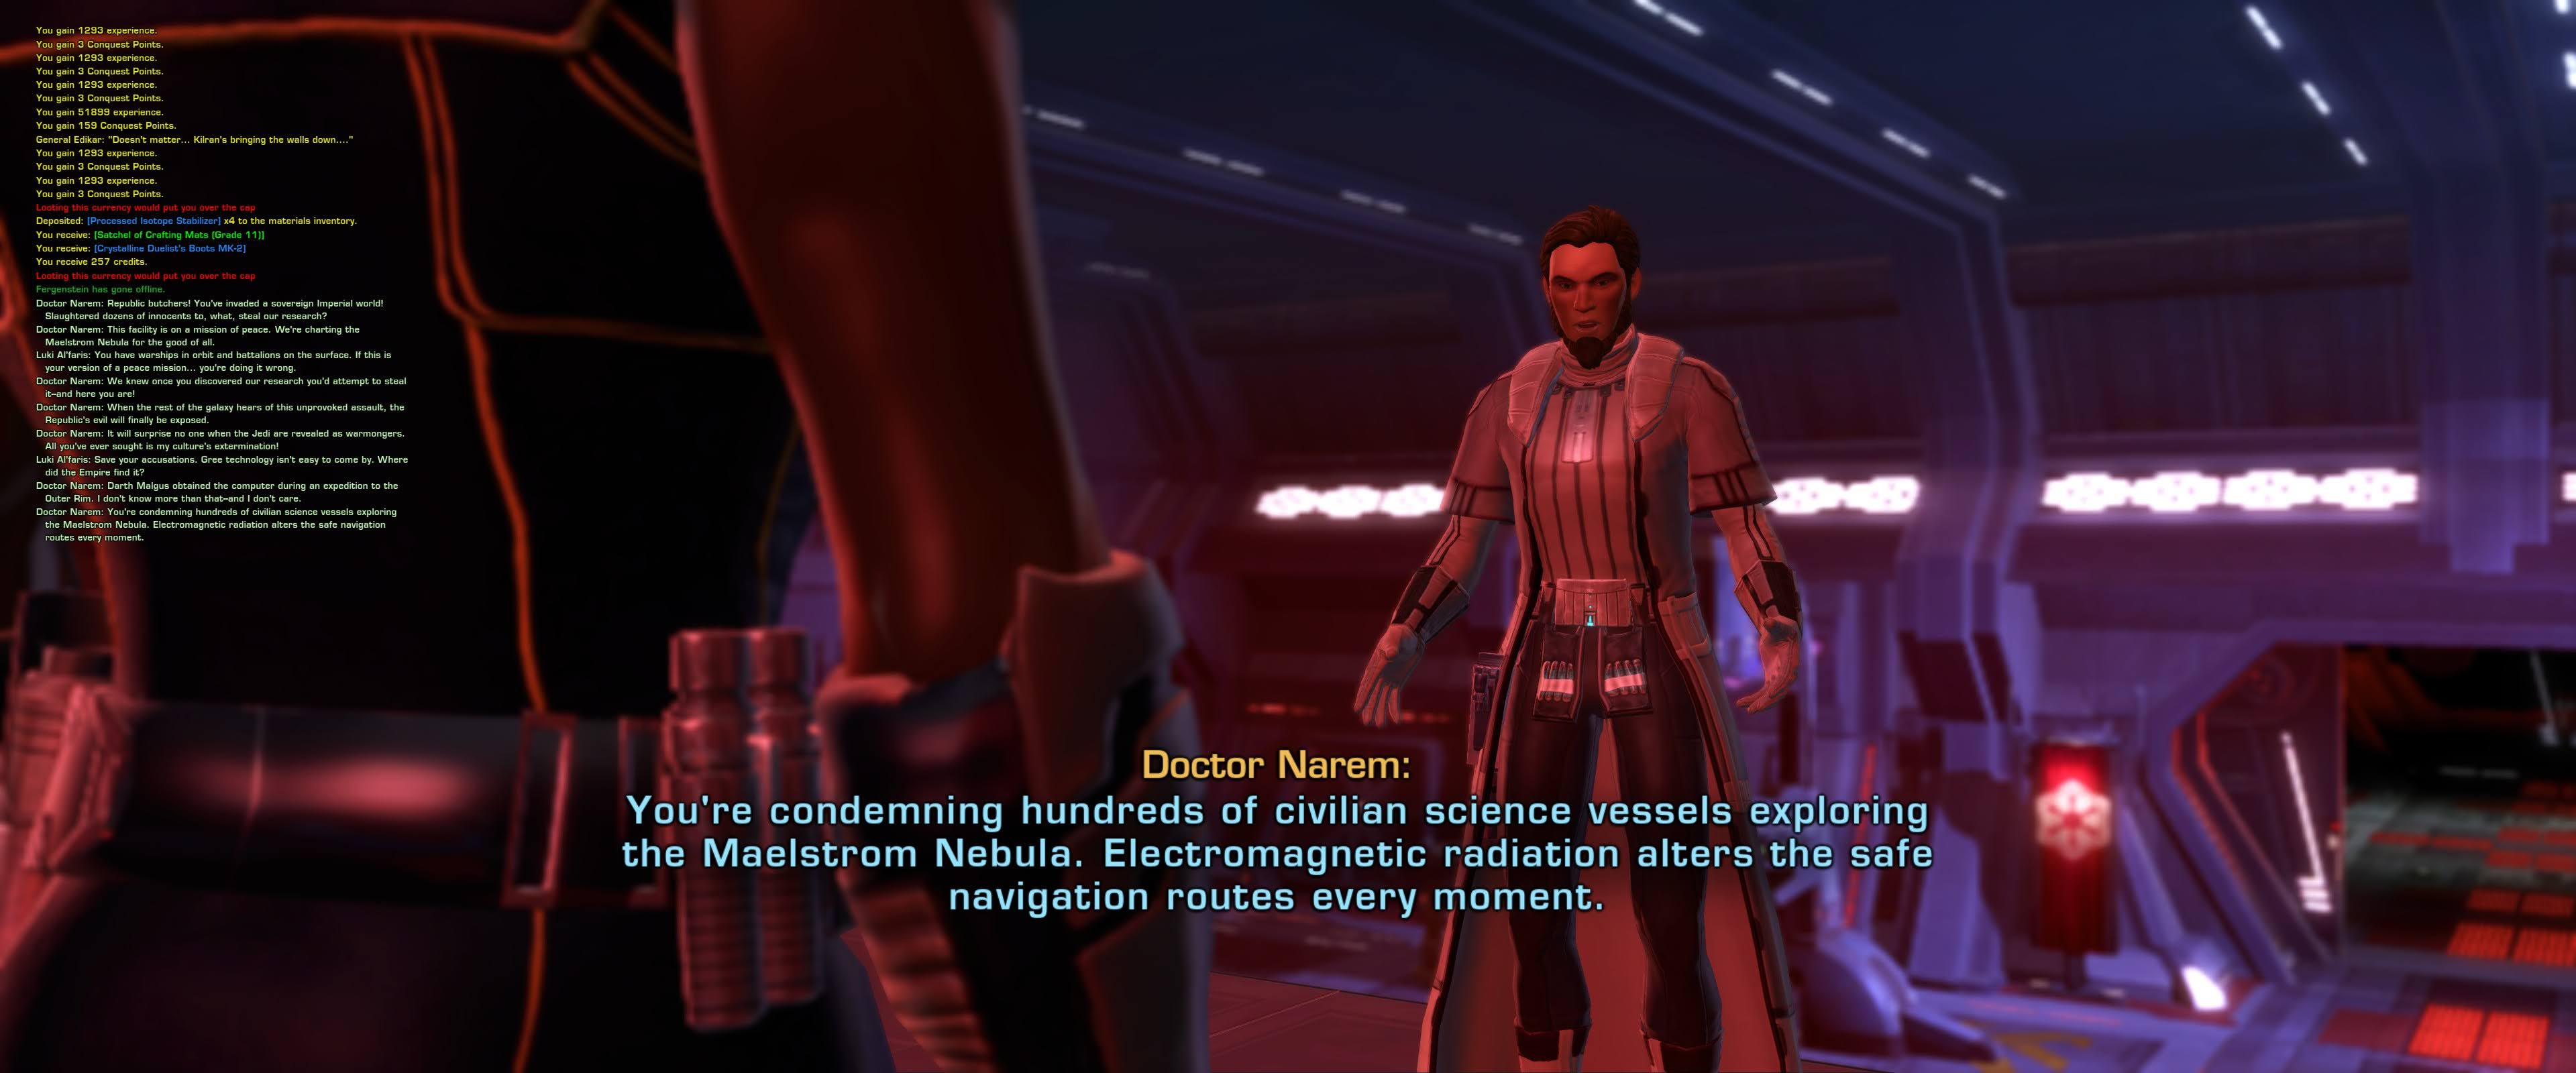 You gain 1293 experience.
You gain 3 Conquest Points.
You gain 1293 experience.
You gain 3 Conquest Points.
You gain 1293 experience.
You gain 3 Conquest Points.
You gain 51899 experience.
You gain 159 Conquest Points.
General Edikar: "Doesn't matter... Kilran's bringing the walls down...."
You gain 1293 experience.
You gain 3 Conquest Points.
You gain 1293 experience.
You gain 3 Conquest Points.
Looting this currency would put you over the cap
Deposited: [Processed Isotope Stabilizer] x4 to the materials inventory.
You receive: [Satchel of Crafting Mats (Grade 11)]
You receive: [Crystalline Duelist's Boots MK-2]
You receive 257 credits.
Looting this currency would put you over the cap
Fergenstein has gone offline.
Doctor Narem: Republic butchers! You've invaded a sovereign Imperial world!
Slaughtered dozens of innocents to, what, steal our research?
Doctor Narem: This facility is on a mission of peace. We're charting the
Maelstrom Nebula for the good of all.
Luki Al'faris: You have warships in orbit and battalions on the surface. If this is
your version of a peace mission... you're doing it wrong.
Doctor Narem: We knew once you discovered our research you'd attempt to steal
it–and here you are!
Doctor Narem: When the rest of the galaxy hears of this unprovoked assault, the
Republic's evil will finally be exposed.
Doctor Narem: It will surprise no one when the Jedi are revealed as warmongers.
All you've ever sought is my culture's extermination!
Luki Al'faris: Save your accusations. Gree technology isn't easy to come by. Where
did the Empire find it?
Doctor Narem: Darth Malgus obtained the computer during an expedition to the
Outer Rim. I don't know more than that–and I don't care.
Doctor Narem: You're condemning hundreds of civilian science vessels exploring
the Maelstrom Nebula. Electromagnetic radiation alters the safe navigation
routes every moment.
Doctor Narem:
You're condemning hundreds of civilian science vessels exploring
the Maelstrom Nebula. Electromagnetic radiation alters the safe
navigation routes every moment.